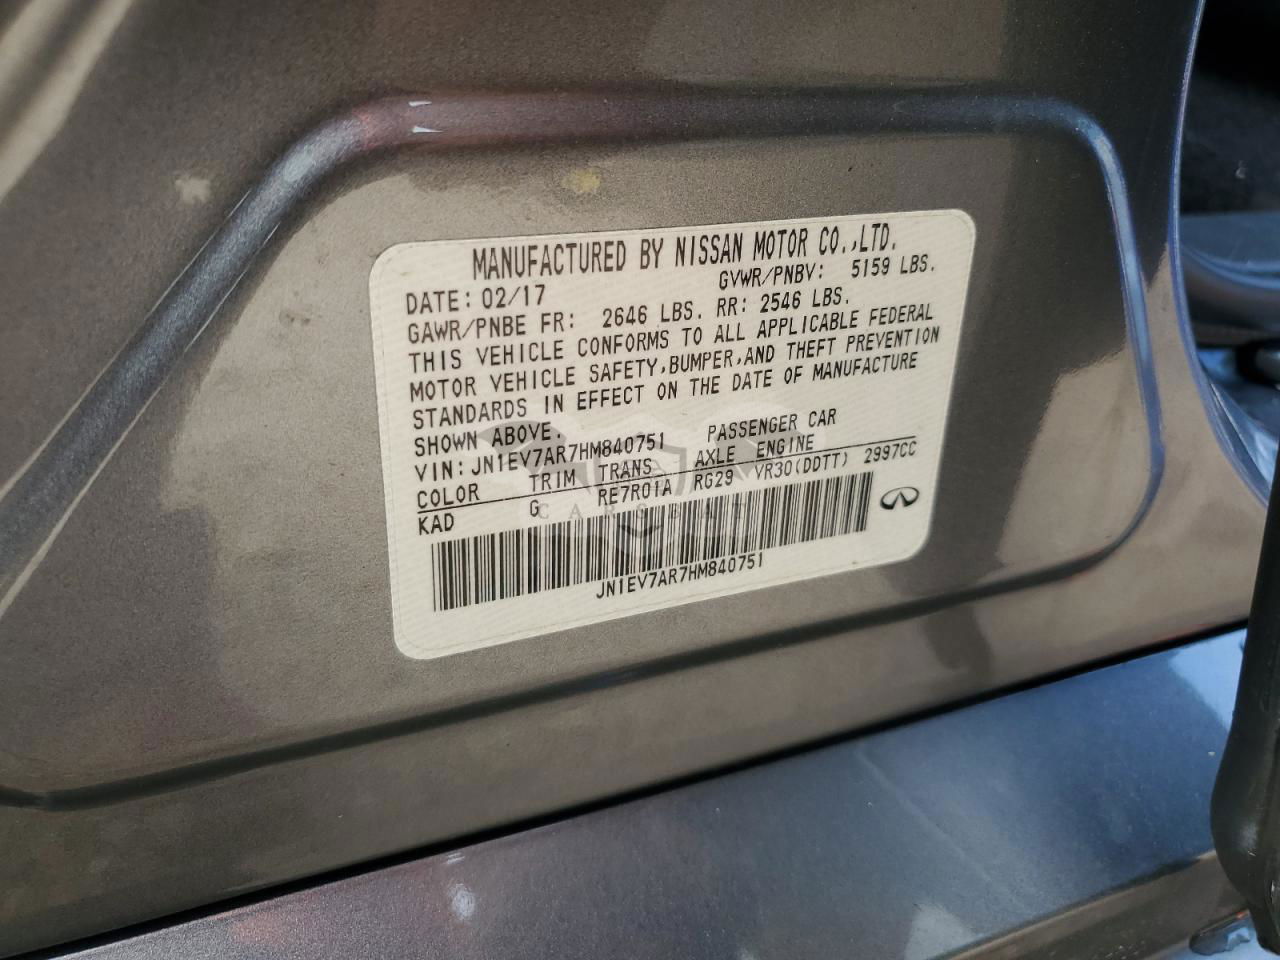 MANUFACTURED BY NISSAN MOTOR CO.,LTD.
DATE: 02/17 GVWR/PNBV: 5159 LBS.
GAWR/PNBE FR: 2646 LBS. RR: 2546 LBS.
THIS VEHICLE CONFORMS TO ALL APPLICABLE FEDERAL
MOTOR VEHICLE SAFETY,BUMPER,AND THEFT PREVENTION
STANDARDS IN EFFECT ON THE DATE OF MANUFACTURE
SHOWN ABOVE.
VIN: JN1EV7AR7HM840751 PASSENGER CAR
COLOR TRIM TRANS AXLE ENGINE
KAD G RE7R01A RG29 VR30(DDTT) 2997CC
JN1EV7AR7HM840751